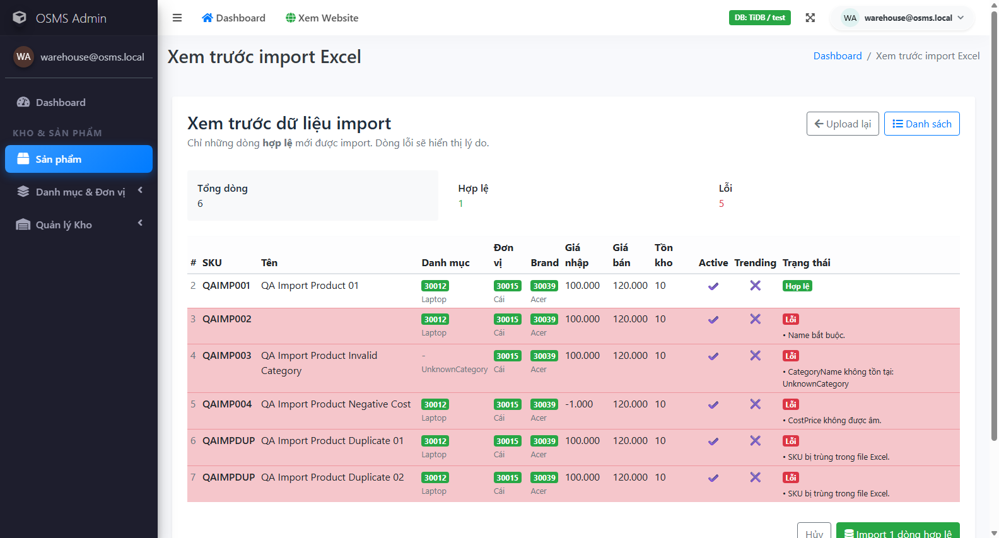 OSMS Admin
Dashboard
Xem Website
DB: TiDB / test
WA
warehouse@osms.local
WA
warehouse@osms.local
Dashboard
KHO & SẢN PHẨM
Sản phẩm
Danh mục & Đơn vị
Quản lý Kho
Xem trước import Excel
Dashboard / Xem trước import Excel
Xem trước dữ liệu import
Chỉ những dòng hợp lệ mới được import. Dòng lỗi sẽ hiển thị lý do.
Upload lại
Danh sách
Tổng dòng
6
Hợp lệ
1
Lỗi
5
# SKU Tên Danh mục Đơn vị Brand Giá nhập Giá bán Tồn kho Active Trending Trạng thái
2 QAIMP001 QA Import Product 01 30012 30015 30039 100.000 120.000 10 Hợp lệ
Laptop Cái Acer
3 QAIMP002 30012 30015 30039 100.000 120.000 10 Lỗi
Laptop Cái Acer • Name bắt buộc.
4 QAIMP003 QA Import Product Invalid - 30015 30039 100.000 120.000 10 Lỗi
Category UnknownCategory Cái Acer • CategoryName không tồn tại:
UnknownCategory
5 QAIMP004 QA Import Product Negative Cost 30012 30015 30039 -1.000 120.000 10 Lỗi
Laptop Cái Acer • CostPrice không được âm.
6 QAIMPDUP QA Import Product Duplicate 01 30012 30015 30039 100.000 120.000 10 Lỗi
Laptop Cái Acer • SKU bị trùng trong file Excel.
7 QAIMPDUP QA Import Product Duplicate 02 30012 30015 30039 100.000 120.000 10 Lỗi
Laptop Cái Acer • SKU bị trùng trong file Excel.
Hủy
Import 1 dòng hợp lệ